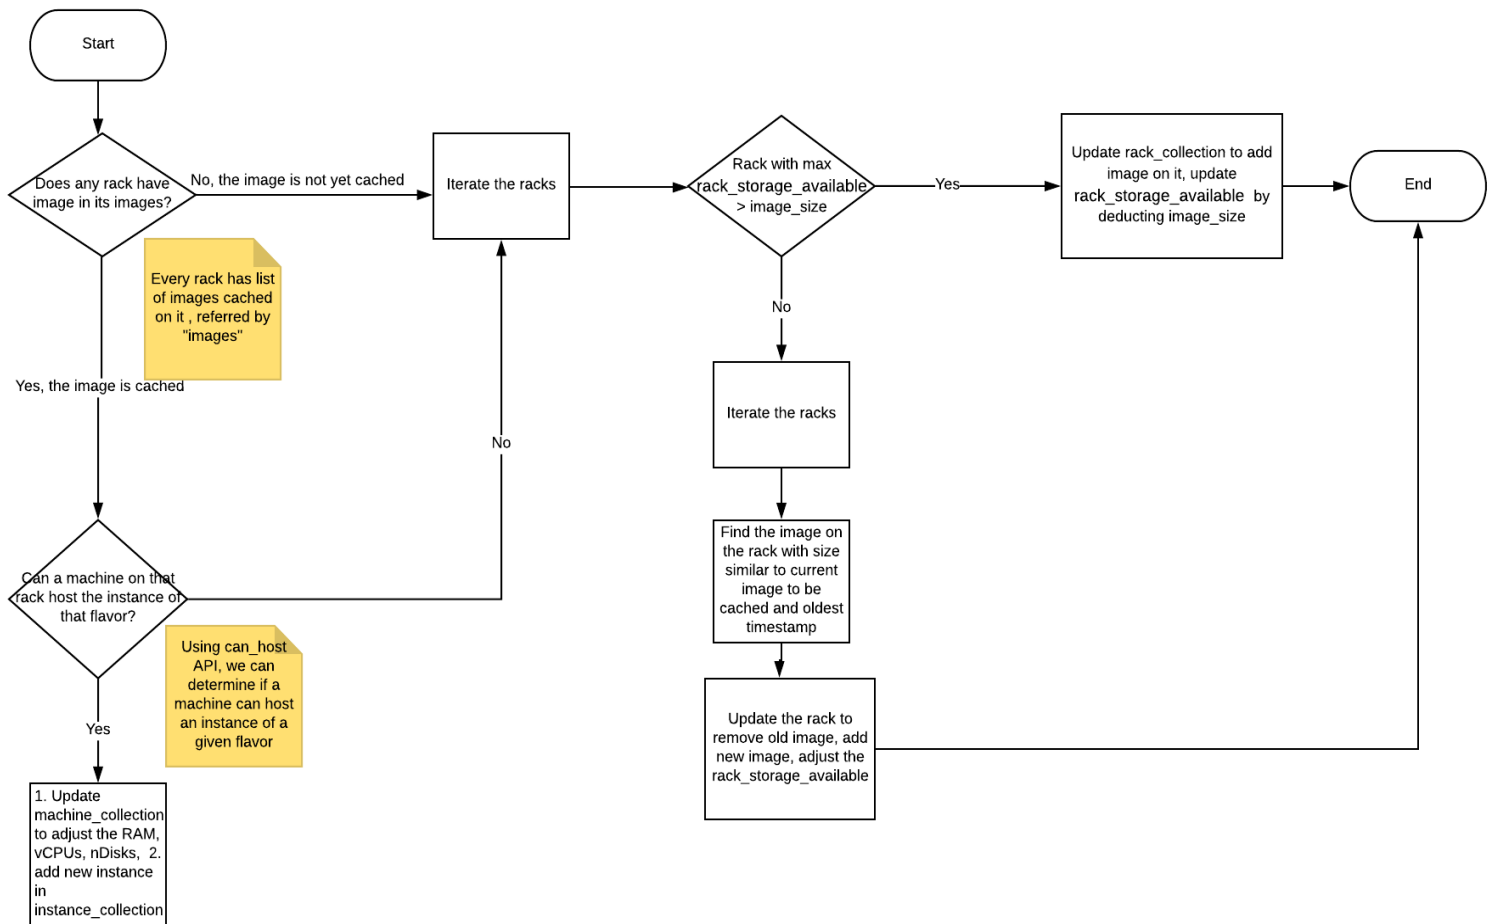 Start
Does any rack have
image in its images?
No, the image is not yet cached
Every rack has list
of images cached
on it , referred by
"images"
Yes, the image is cached
Can a machine on that
rack host the instance of
that flavor?
No
Using can_host
API, we can
determine if a
machine can host
an instance of a
given flavor
Yes
1. Update
machine_collection
to adjust the RAM,
vCPUs, nDisks,  2.
add new instance
in
instance_collection
Iterate the racks
Rack with max
rack_storage_available
> image_size
Yes
Update rack_collection to add
image on it, update
rack_storage_available  by
deducting image_size
End
No
Iterate the racks
Find the image on
the rack with size
similar to current
image to be
cached and oldest
timestamp
Update the rack to
remove old image, add
new image, adjust the
rack_storage_available